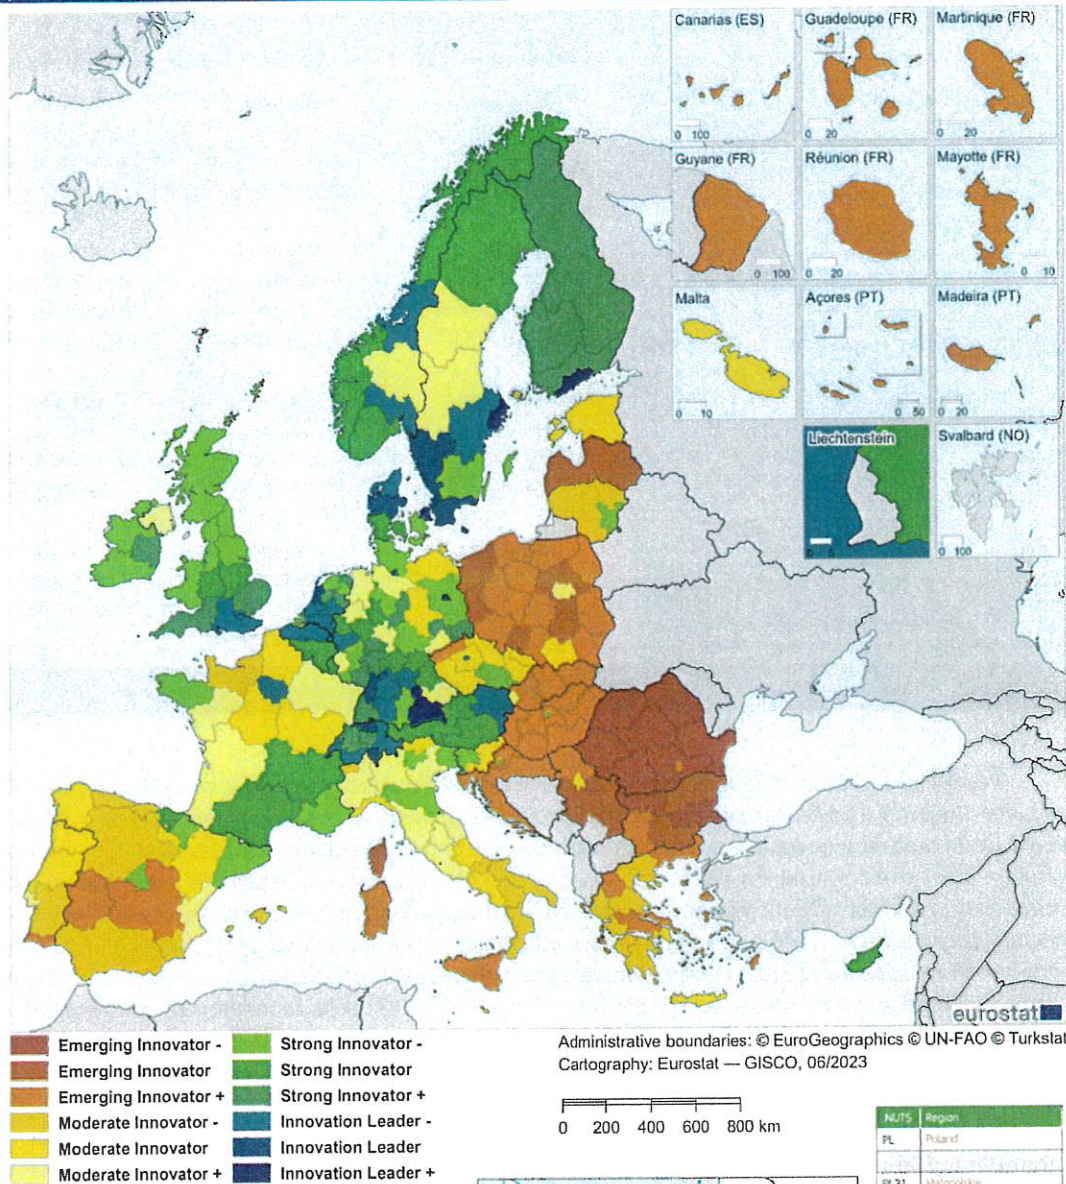 Canarias (ES)
0 100
Guadeloupe (FR)
0 20
Martinique (FR)
0 20
Guyane (FR)
0 100
Réunion (FR)
0 20
Mayotte (FR)
0 10
Malta
0 10
Açores (PT)
0 50
Madeira (PT)
0 20
Liechtenstein
0 5
Svalbard (NO)
0 100
eurostat
Emerging Innovator -
Emerging Innovator
Emerging Innovator +
Moderate Innovator -
Moderate Innovator
Moderate Innovator +
Strong Innovator -
Strong Innovator
Strong Innovator +
Innovation Leader -
Innovation Leader
Innovation Leader +
Administrative boundaries: © EuroGeographics © UN-FAO © Turkstat
Cartography: Eurostat — GISCO, 06/2023
0 200 400 600 800 km
NUTS Region
PL Poland
PL21 Małopolskie